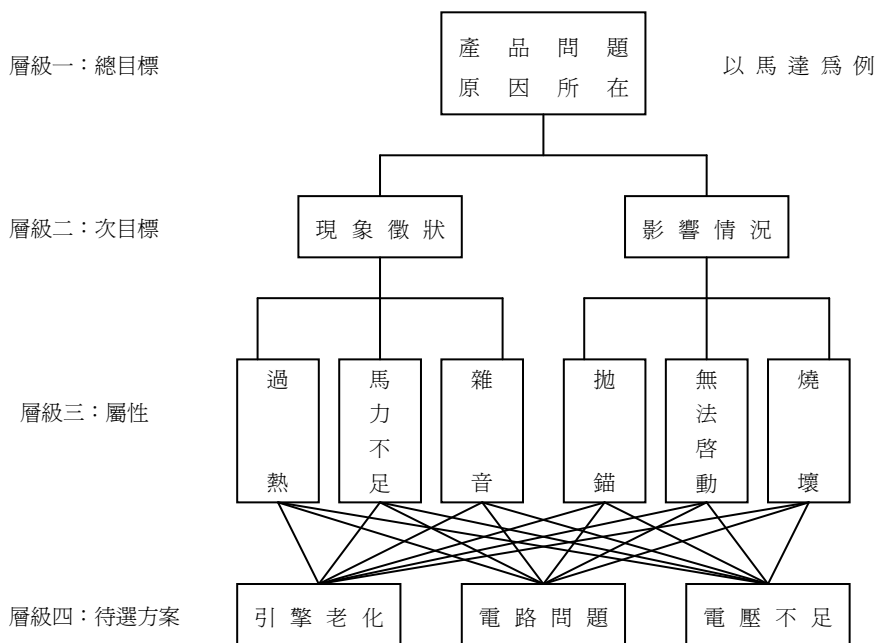 層級一：總目標
產品問題
原因所在
以馬達為例
層級二：次目標
現象徵狀
影響情況
層級三：屬性
過熱
馬力不足
雜音
拋錨
無法啓動
燒壞
層級四：待選方案
引擎老化
電路問題
電壓不足